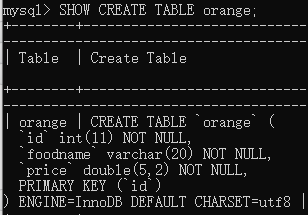 mysql> SHOW CREATE TABLE orange;
+--------+----------------------------
| Table  | Create Table
+--------+----------------------------
| orange | CREATE TABLE `orange` (
`id` int(11) NOT NULL,
`foodname` varchar(20) NOT NULL,
`price` double(5,2) NOT NULL,
PRIMARY KEY (`id`)
) ENGINE=InnoDB DEFAULT CHARSET=utf8 |
+--------+----------------------------